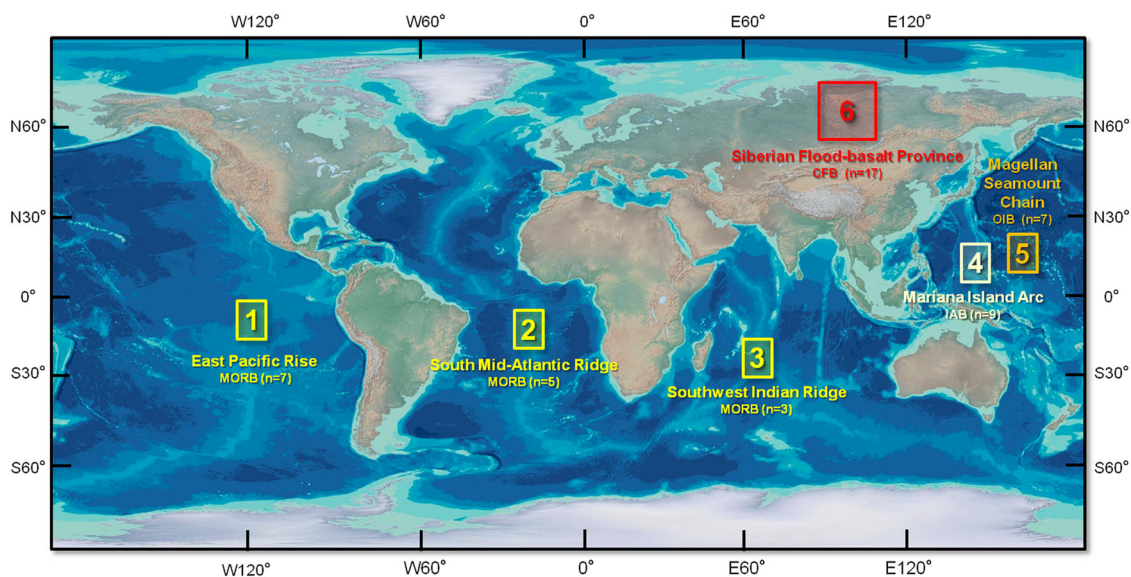 W120° W60° 0° E60° E120°
N60° N60°
6
Siberian Flood-basalt Province
CFB (n=17)
Magellan
Seamount
Chain
OIB (n=7)
N30° N30°
4 5
Mariana Island Arc
IAB (n=9)
0° 0°
1 2 3
East Pacific Rise
MORB (n=7)
South Mid-Atlantic Ridge
MORB (n=5)
Southwest Indian Ridge
MORB (n=3)
S30° S30°
S60° S60°
W120° W60° 0° E60° E120°